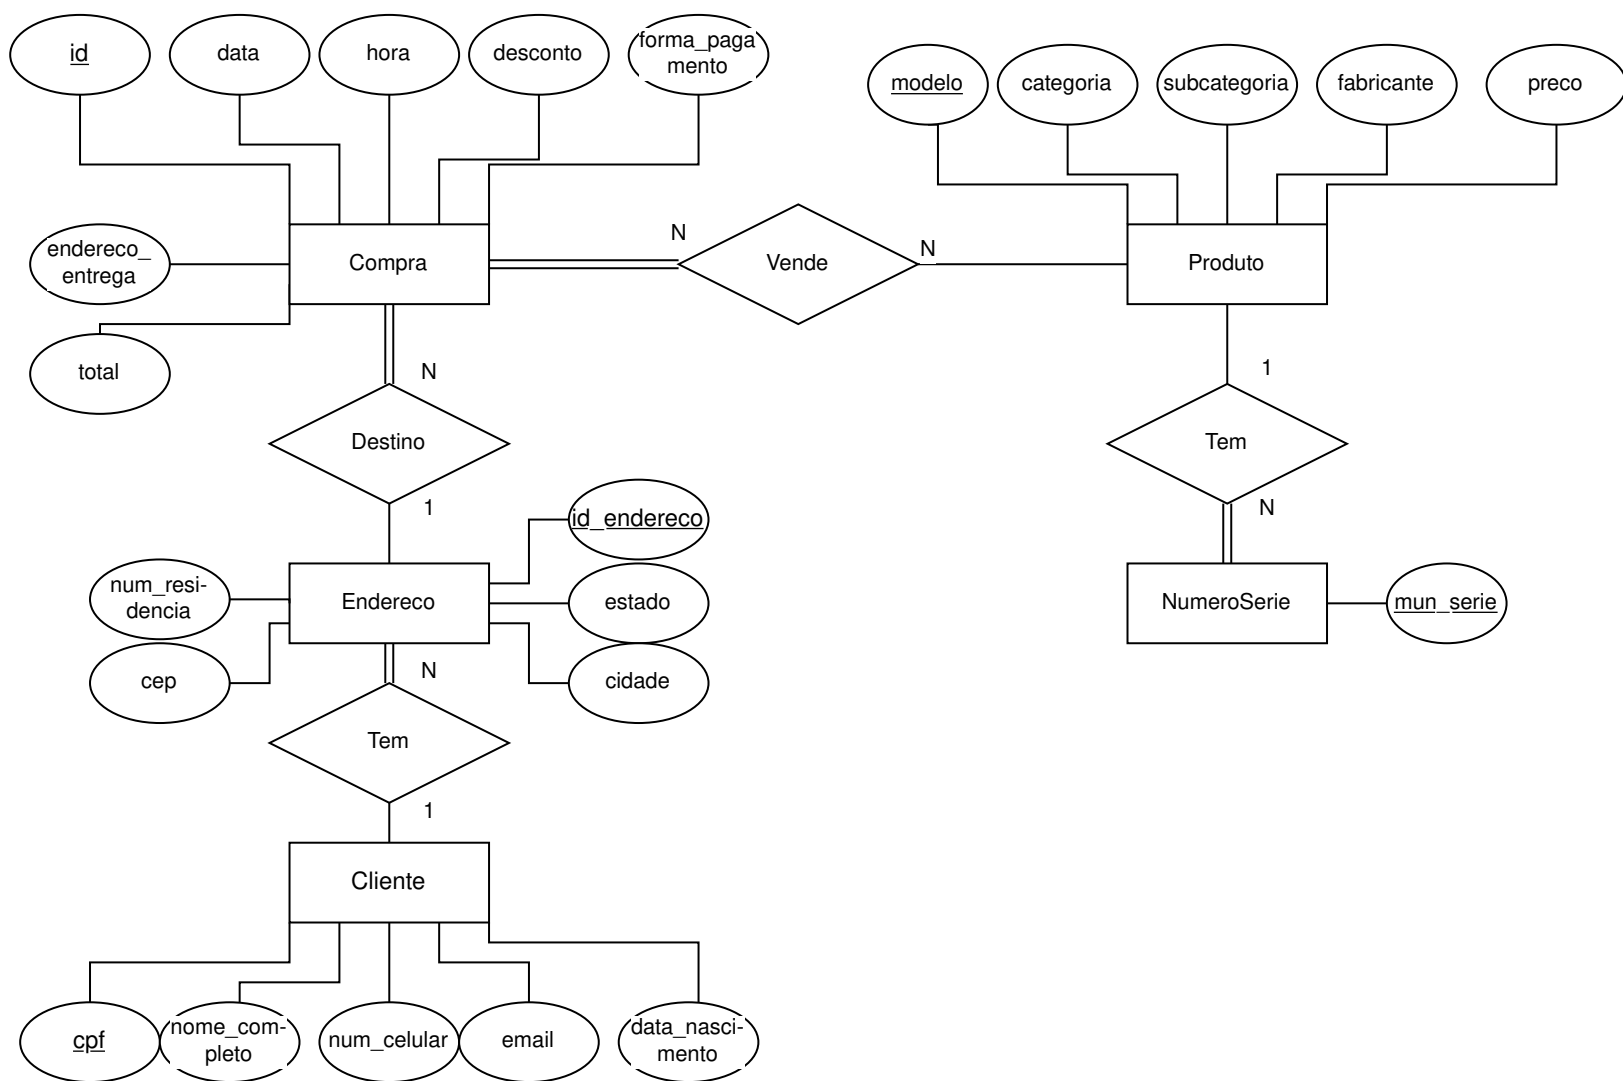 id
data
hora
desconto
forma_paga
mento
modelo
categoria
subcategoria
fabricante
preco
endereco_
entrega
Compra
N
Vende
N
Produto
total
N
1
Destino
Tem
1
id_endereco
N
num_resi-
dencia
Endereco
estado
NumeroSerie
mun_serie
cep
N
cidade
Tem
1
Cliente
cpf
nome_com-
pleto
num_celular
email
data_nasci-
mento